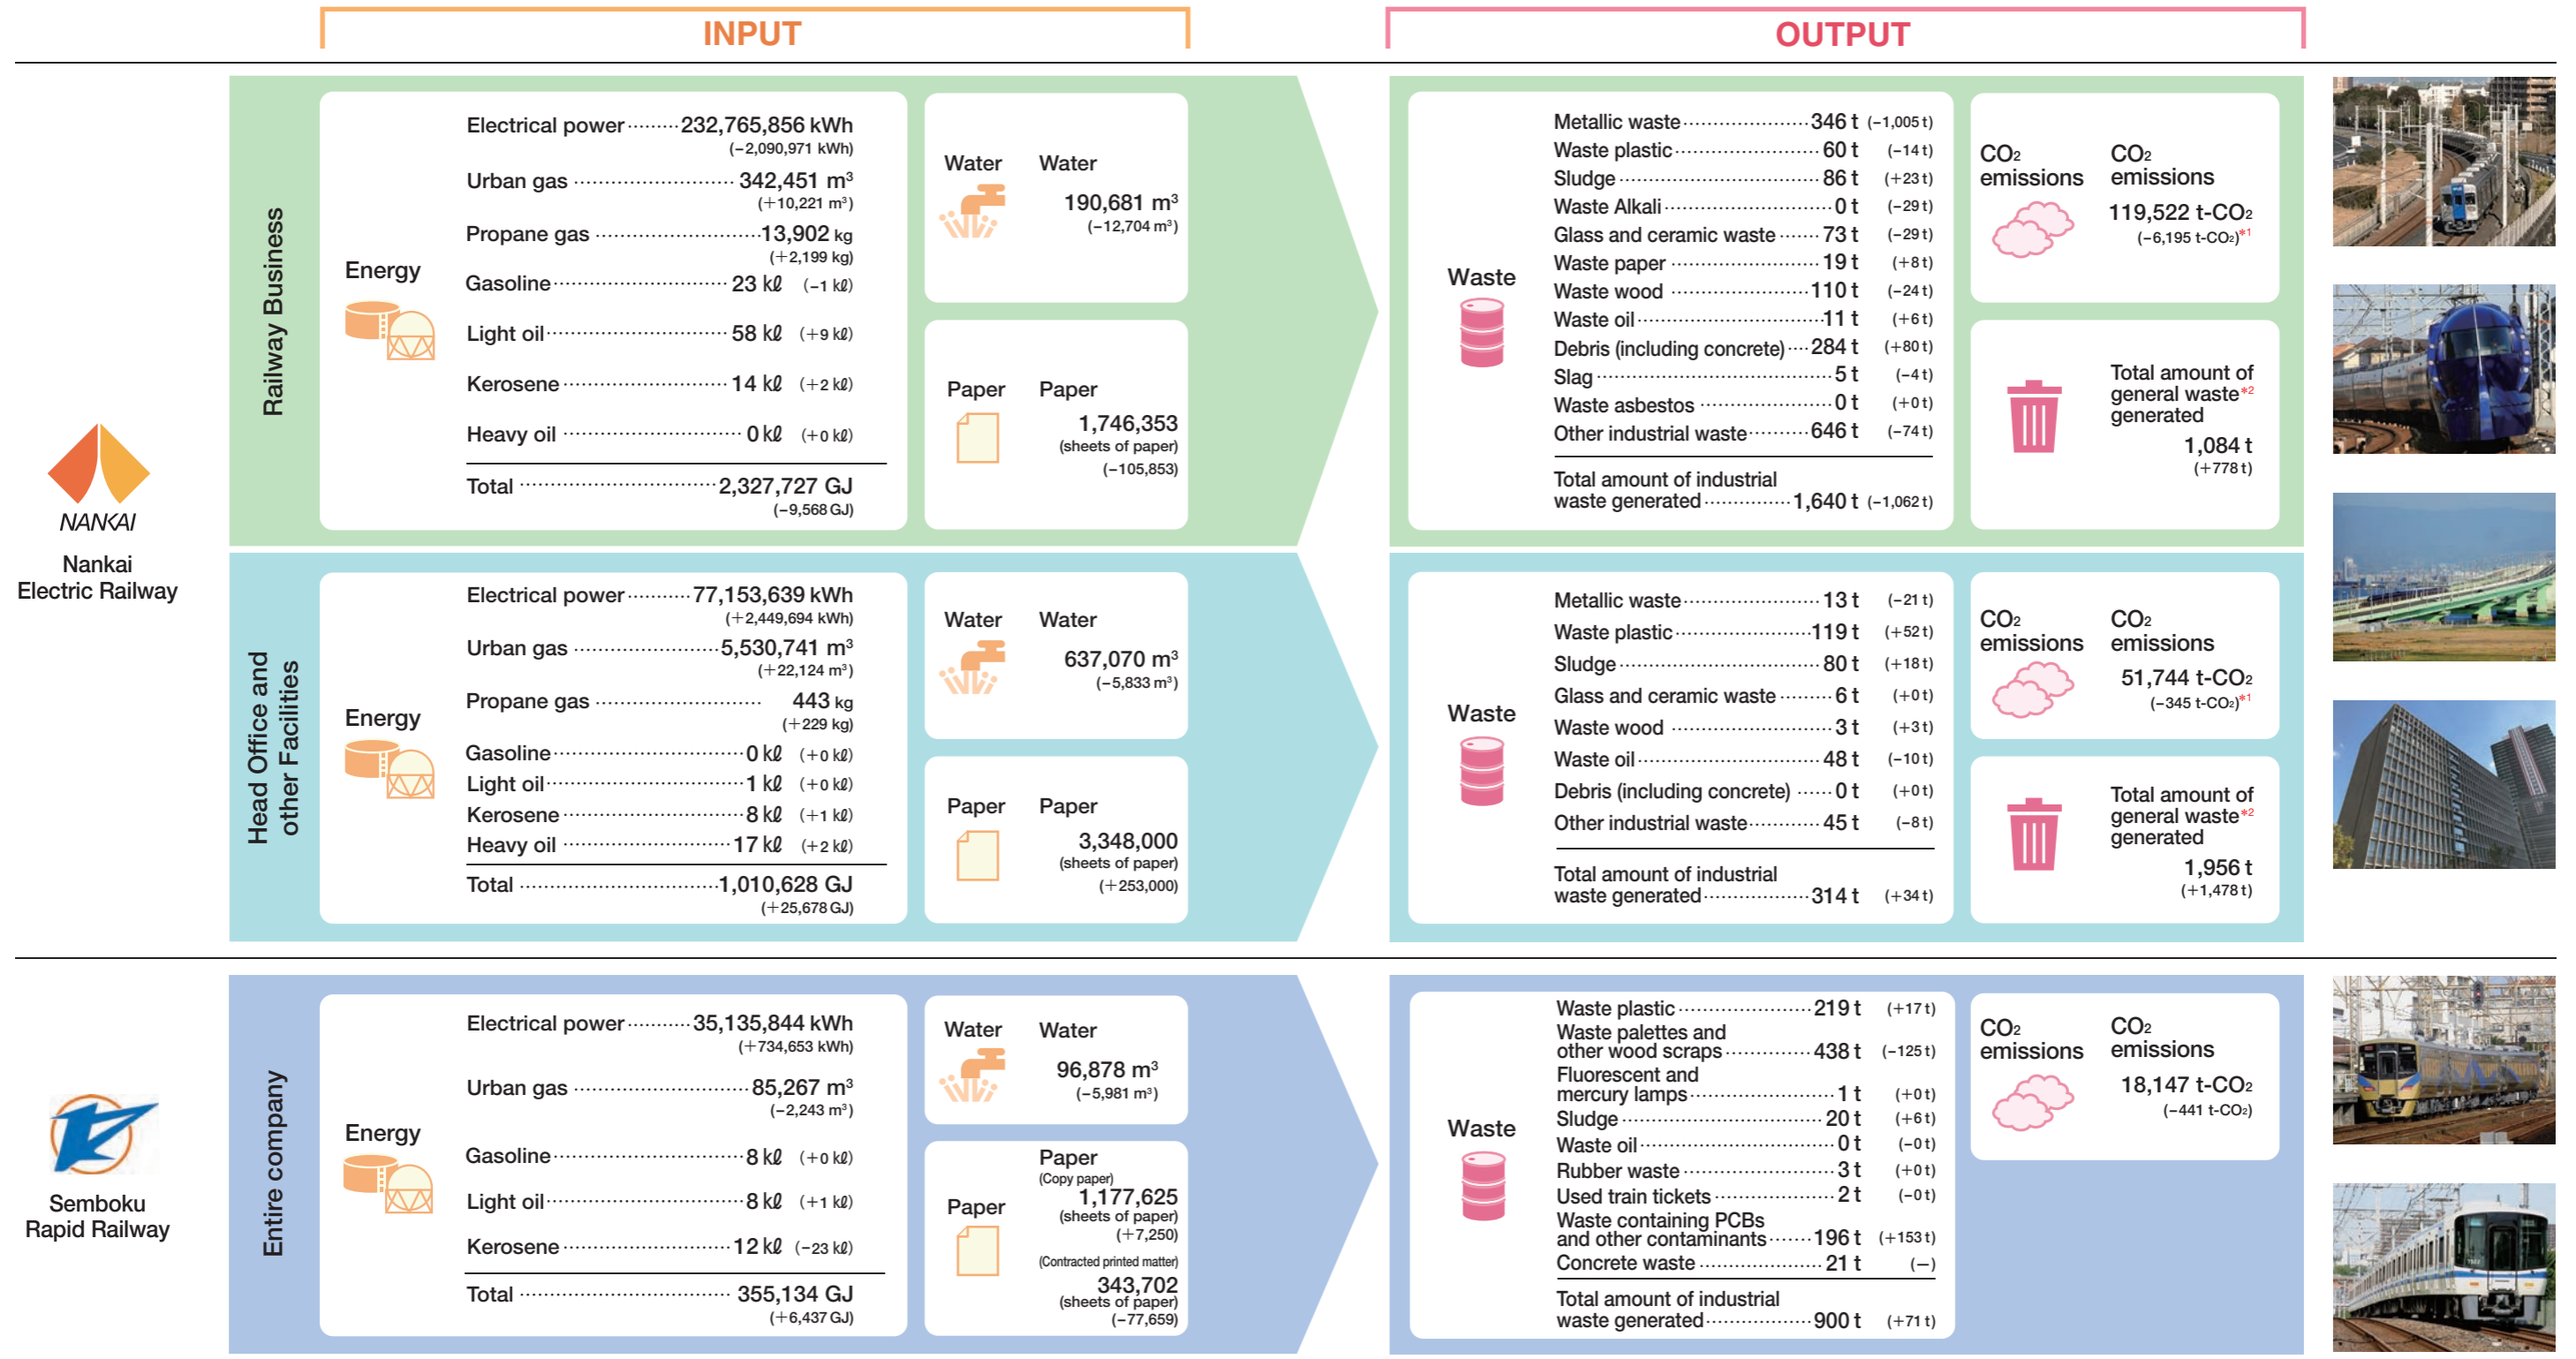 INPUT
OUTPUT
NANKAI
Nankai
Electric Railway
Railway Business
Energy
Electrical power 232,765,856 kWh
(−2,090,971 kWh)
Urban gas 342,451 m³
(+10,221 m³)
Propane gas 13,902 kg
(+2,199 kg)
Gasoline 23 kℓ (−1 kℓ)
Light oil 58 kℓ (+9 kℓ)
Kerosene 14 kℓ (+2 kℓ)
Heavy oil 0 kℓ (+0 kℓ)
Total 2,327,727 GJ
(−9,568 GJ)
Water Water
190,681 m³
(−12,704 m³)
Paper Paper
1,746,353
(sheets of paper)
(−105,853)
Waste
Metallic waste 346 t (−1,005 t)
Waste plastic 60 t (−14 t)
Sludge 86 t (+23 t)
Waste Alkali 0 t (−29 t)
Glass and ceramic waste 73 t (−29 t)
Waste paper 19 t (+8 t)
Waste wood 110 t (−24 t)
Waste oil 11 t (+6 t)
Debris (including concrete) 284 t (+80 t)
Slag 5 t (−4 t)
Waste asbestos 0 t (+0 t)
Other industrial waste 646 t (−74 t)
Total amount of industrial
waste generated 1,640 t (−1,062 t)
CO₂ CO₂
emissions emissions
119,522 t-CO₂
(−6,195 t-CO₂)*1
Total amount of
general waste*2
generated
1,084 t
(+778 t)
Head Office and
other Facilities
Energy
Electrical power 77,153,639 kWh
(+2,449,694 kWh)
Urban gas 5,530,741 m³
(+22,124 m³)
Propane gas 443 kg
(+229 kg)
Gasoline 0 kℓ (+0 kℓ)
Light oil 1 kℓ (+0 kℓ)
Kerosene 8 kℓ (+1 kℓ)
Heavy oil 17 kℓ (+2 kℓ)
Total 1,010,628 GJ
(+25,678 GJ)
Water Water
637,070 m³
(−5,833 m³)
Paper Paper
3,348,000
(sheets of paper)
(+253,000)
Waste
Metallic waste 13 t (−21 t)
Waste plastic 119 t (+52 t)
Sludge 80 t (+18 t)
Glass and ceramic waste 6 t (+0 t)
Waste wood 3 t (+3 t)
Waste oil 48 t (−10 t)
Debris (including concrete) 0 t (+0 t)
Other industrial waste 45 t (−8 t)
Total amount of industrial
waste generated 314 t (+34 t)
CO₂ CO₂
emissions emissions
51,744 t-CO₂
(−345 t-CO₂)*1
Total amount of
general waste*2
generated
1,956 t
(+1,478 t)
Semboku
Rapid Railway
Entire company
Energy
Electrical power 35,135,844 kWh
(+734,653 kWh)
Urban gas 85,267 m³
(−2,243 m³)
Gasoline 8 kℓ (+0 kℓ)
Light oil 8 kℓ (+1 kℓ)
Kerosene 12 kℓ (−23 kℓ)
Total 355,134 GJ
(+6,437 GJ)
Water Water
96,878 m³
(−5,981 m³)
Paper Paper
(Copy paper)
1,177,625
(sheets of paper)
(+7,250)
(Contracted printed matter)
343,702
(sheets of paper)
(−77,659)
Waste
Waste plastic 219 t (+17 t)
Waste palettes and
other wood scraps 438 t (−125 t)
Fluorescent and
mercury lamps 1 t (+0 t)
Sludge 20 t (+6 t)
Waste oil 0 t (−0 t)
Rubber waste 3 t (+0 t)
Used train tickets 2 t (−0 t)
Waste containing PCBs
and other contaminants 196 t (+153 t)
Concrete waste 21 t (—)
Total amount of industrial
waste generated 900 t (+71 t)
CO₂ CO₂
emissions emissions
18,147 t-CO₂
(−441 t-CO₂)